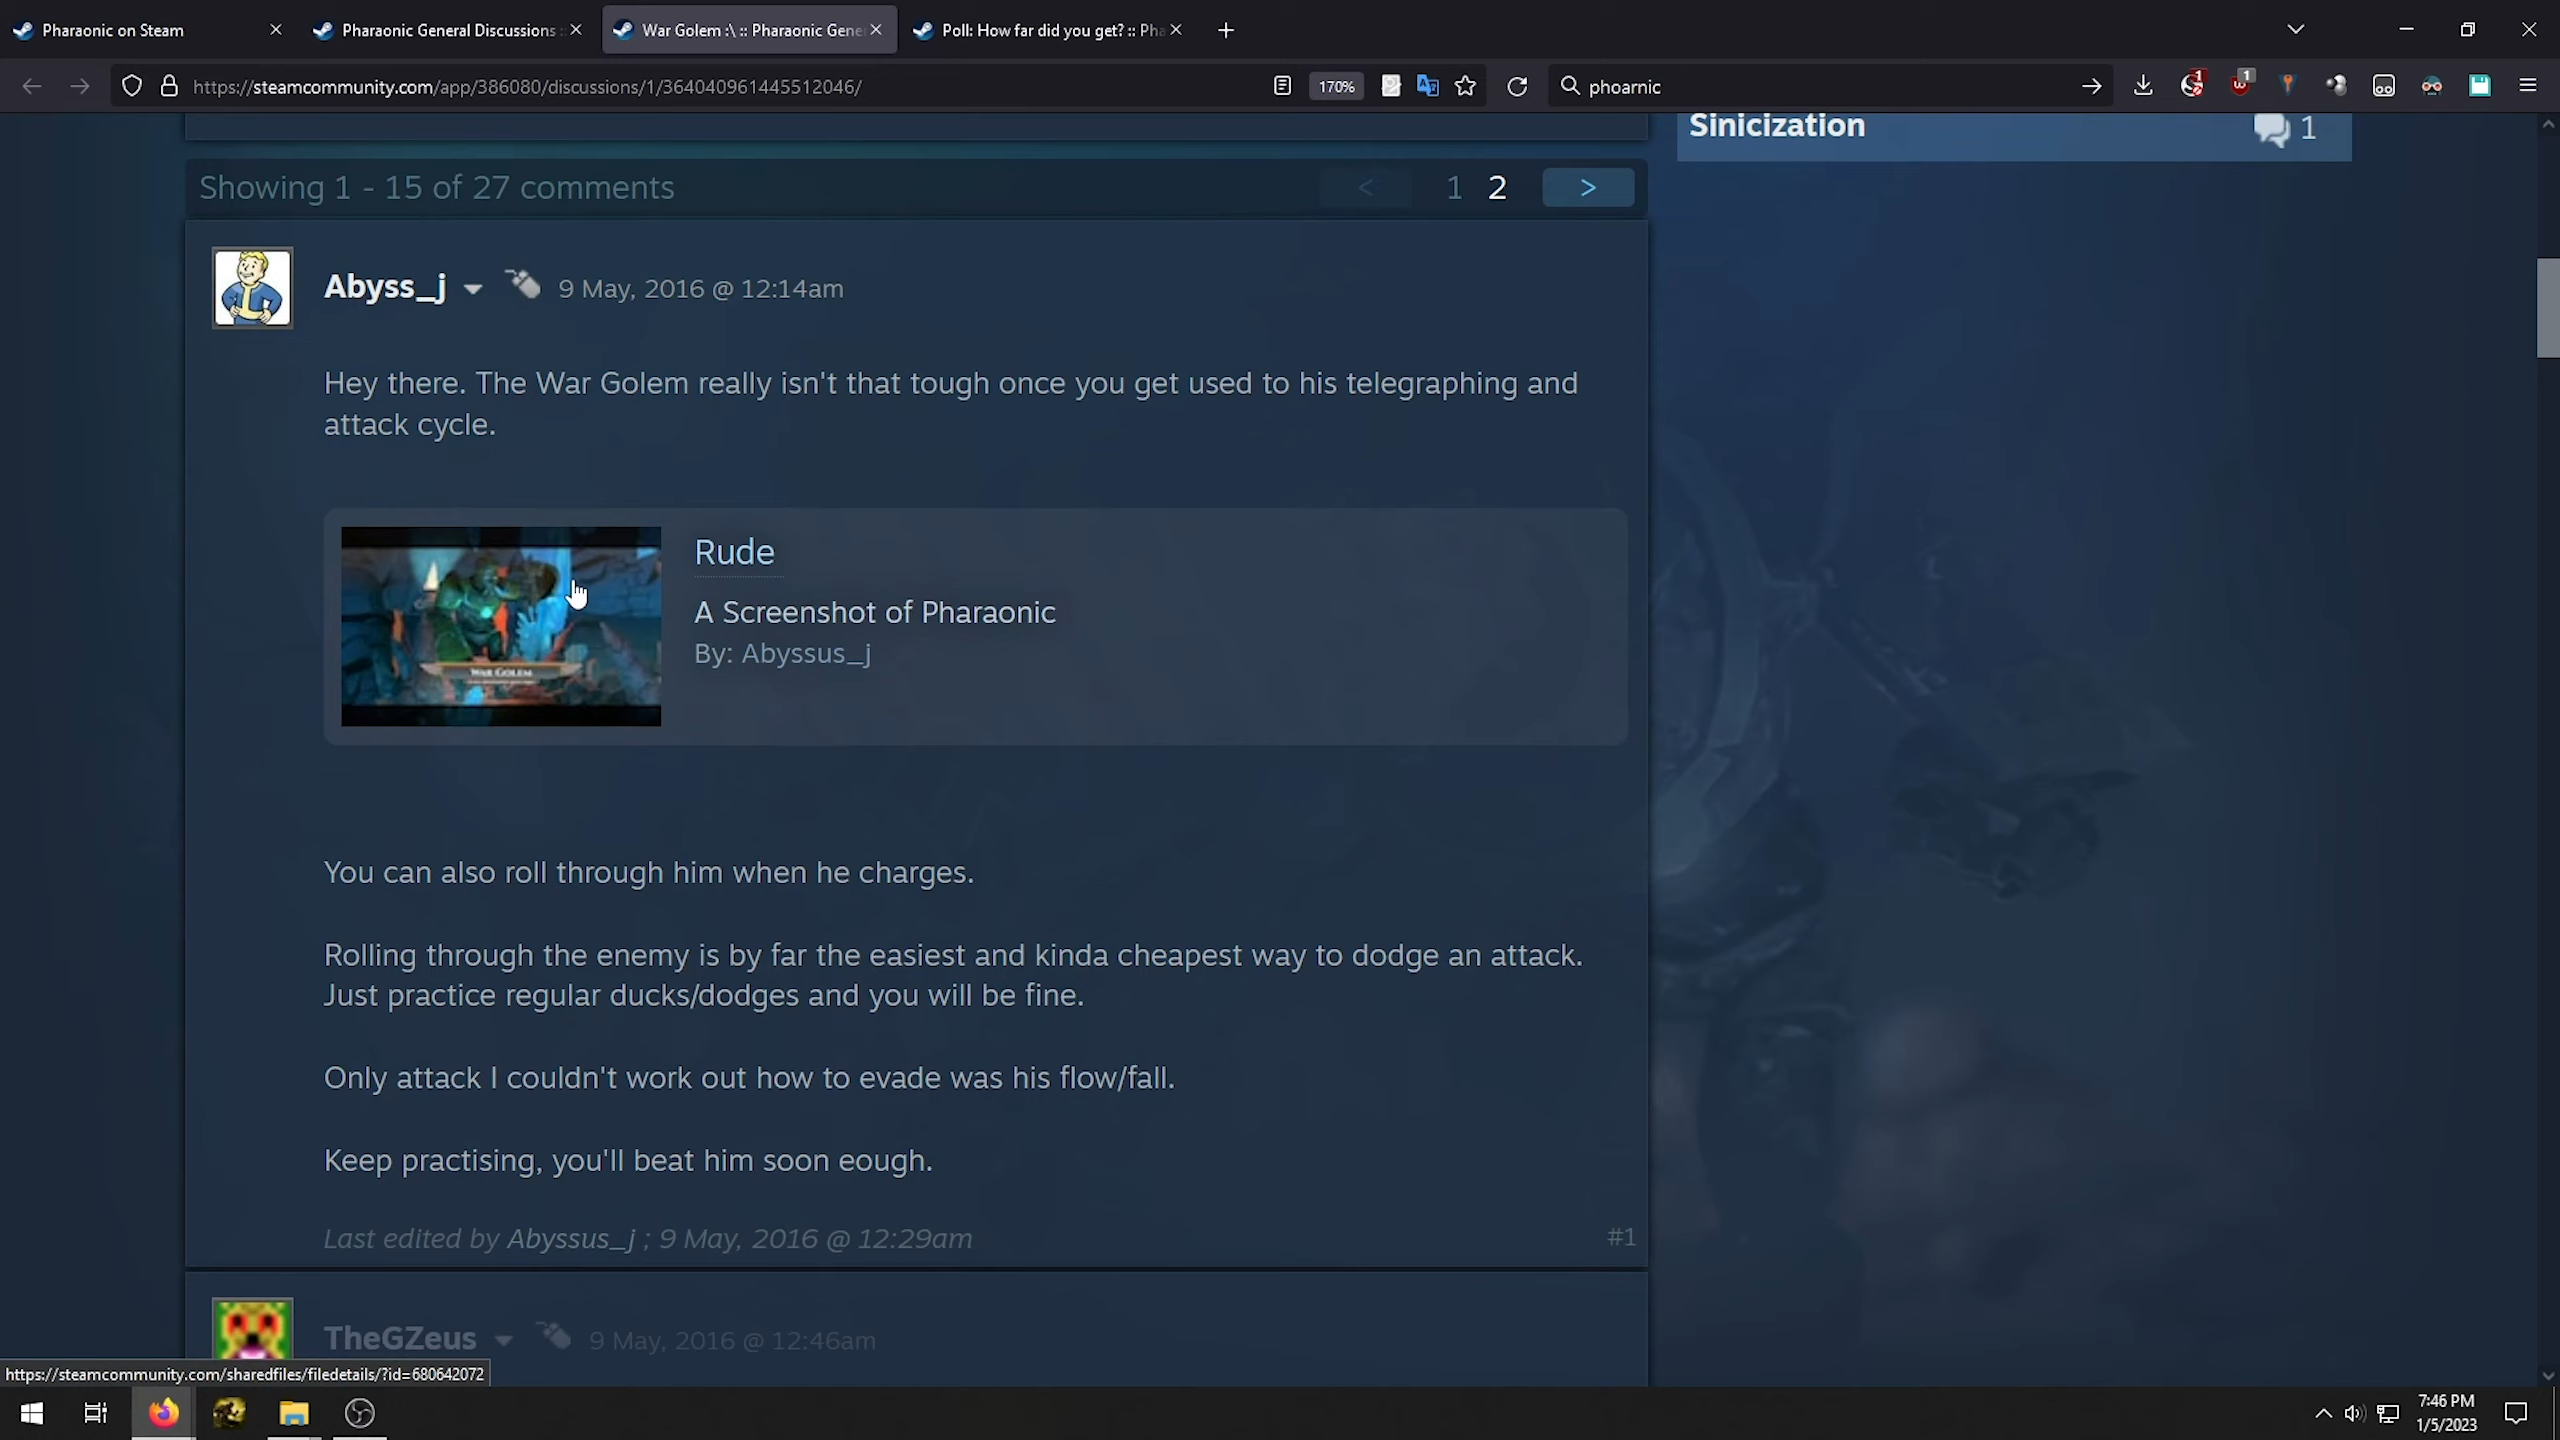 Pharaonic on Steam
Pharaonic General Discussions ::
War Golem :\ :: Pharaonic Gene
Poll: How far did you get? :: Pha
https://steamcommunity.com/app/386080/discussions/1/364040961445512046/
170%
phoarnic
1
1
Sinicization
1
Showing 1 - 15 of 27 comments
< 1 2 >
Abyss_j
9 May, 2016 @ 12:14am
Hey there. The War Golem really isn't that tough once you get used to his telegraphing and
attack cycle.
WAR GOLEM
Rude
A Screenshot of Pharaonic
By: Abyssus_j
You can also roll through him when he charges.
Rolling through the enemy is by far the easiest and kinda cheapest way to dodge an attack.
Just practice regular ducks/dodges and you will be fine.
Only attack I couldn't work out how to evade was his flow/fall.
Keep practising, you'll beat him soon eough.
Last edited by Abyssus_j ; 9 May, 2016 @ 12:29am
#1
TheGZeus
9 May, 2016 @ 12:46am
https://steamcommunity.com/sharedfiles/filedetails/?id=680642072
7:46 PM
1/5/2023